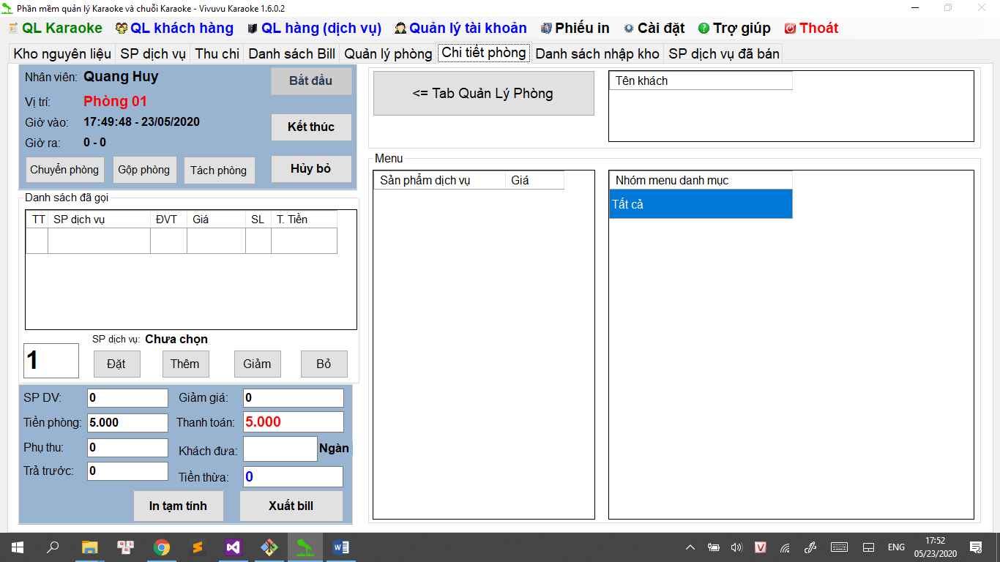 Phần mềm quản lý Karaoke và chuỗi Karaoke - Vivuvu Karaoke 1.6.0.2
QL Karaoke QL khách hàng QL hàng (dịch vụ) Quản lý tài khoản Phiếu in Cài đặt Trợ giúp Thoát
Kho nguyên liệu SP dịch vụ Thu chi Danh sách Bill Quản lý phòng Chi tiết phòng Danh sách nhập kho SP dịch vụ đã bán
Nhân viên: Quang Huy
Bắt đầu
Vị trí: Phòng 01
Giờ vào: 17:49:48 - 23/05/2020
Kết thúc
Giờ ra: 0 - 0
Chuyển phòng Gộp phòng Tách phòng Hủy bỏ
<= Tab Quản Lý Phòng
Tên khách
Danh sách đã gọi
TT SP dịch vụ ĐVT Giá SL T. Tiền
Menu
Sản phẩm dịch vụ Giá
Nhóm menu danh mục
Tất cả
SP dịch vụ: Chưa chọn
1 Đặt Thêm Giảm Bỏ
SP DV: 0 Giảm giá: 0
Tiền phòng: 5.000 Thanh toán: 5.000
Phụ thu: 0 Khách đưa: Ngàn
Trả trước: 0 Tiền thừa: 0
In tạm tính Xuất bill
ENG 17:52
05/23/2020